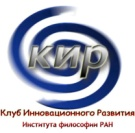 кир
Клуб Инновационного Развития
Института философии РАН